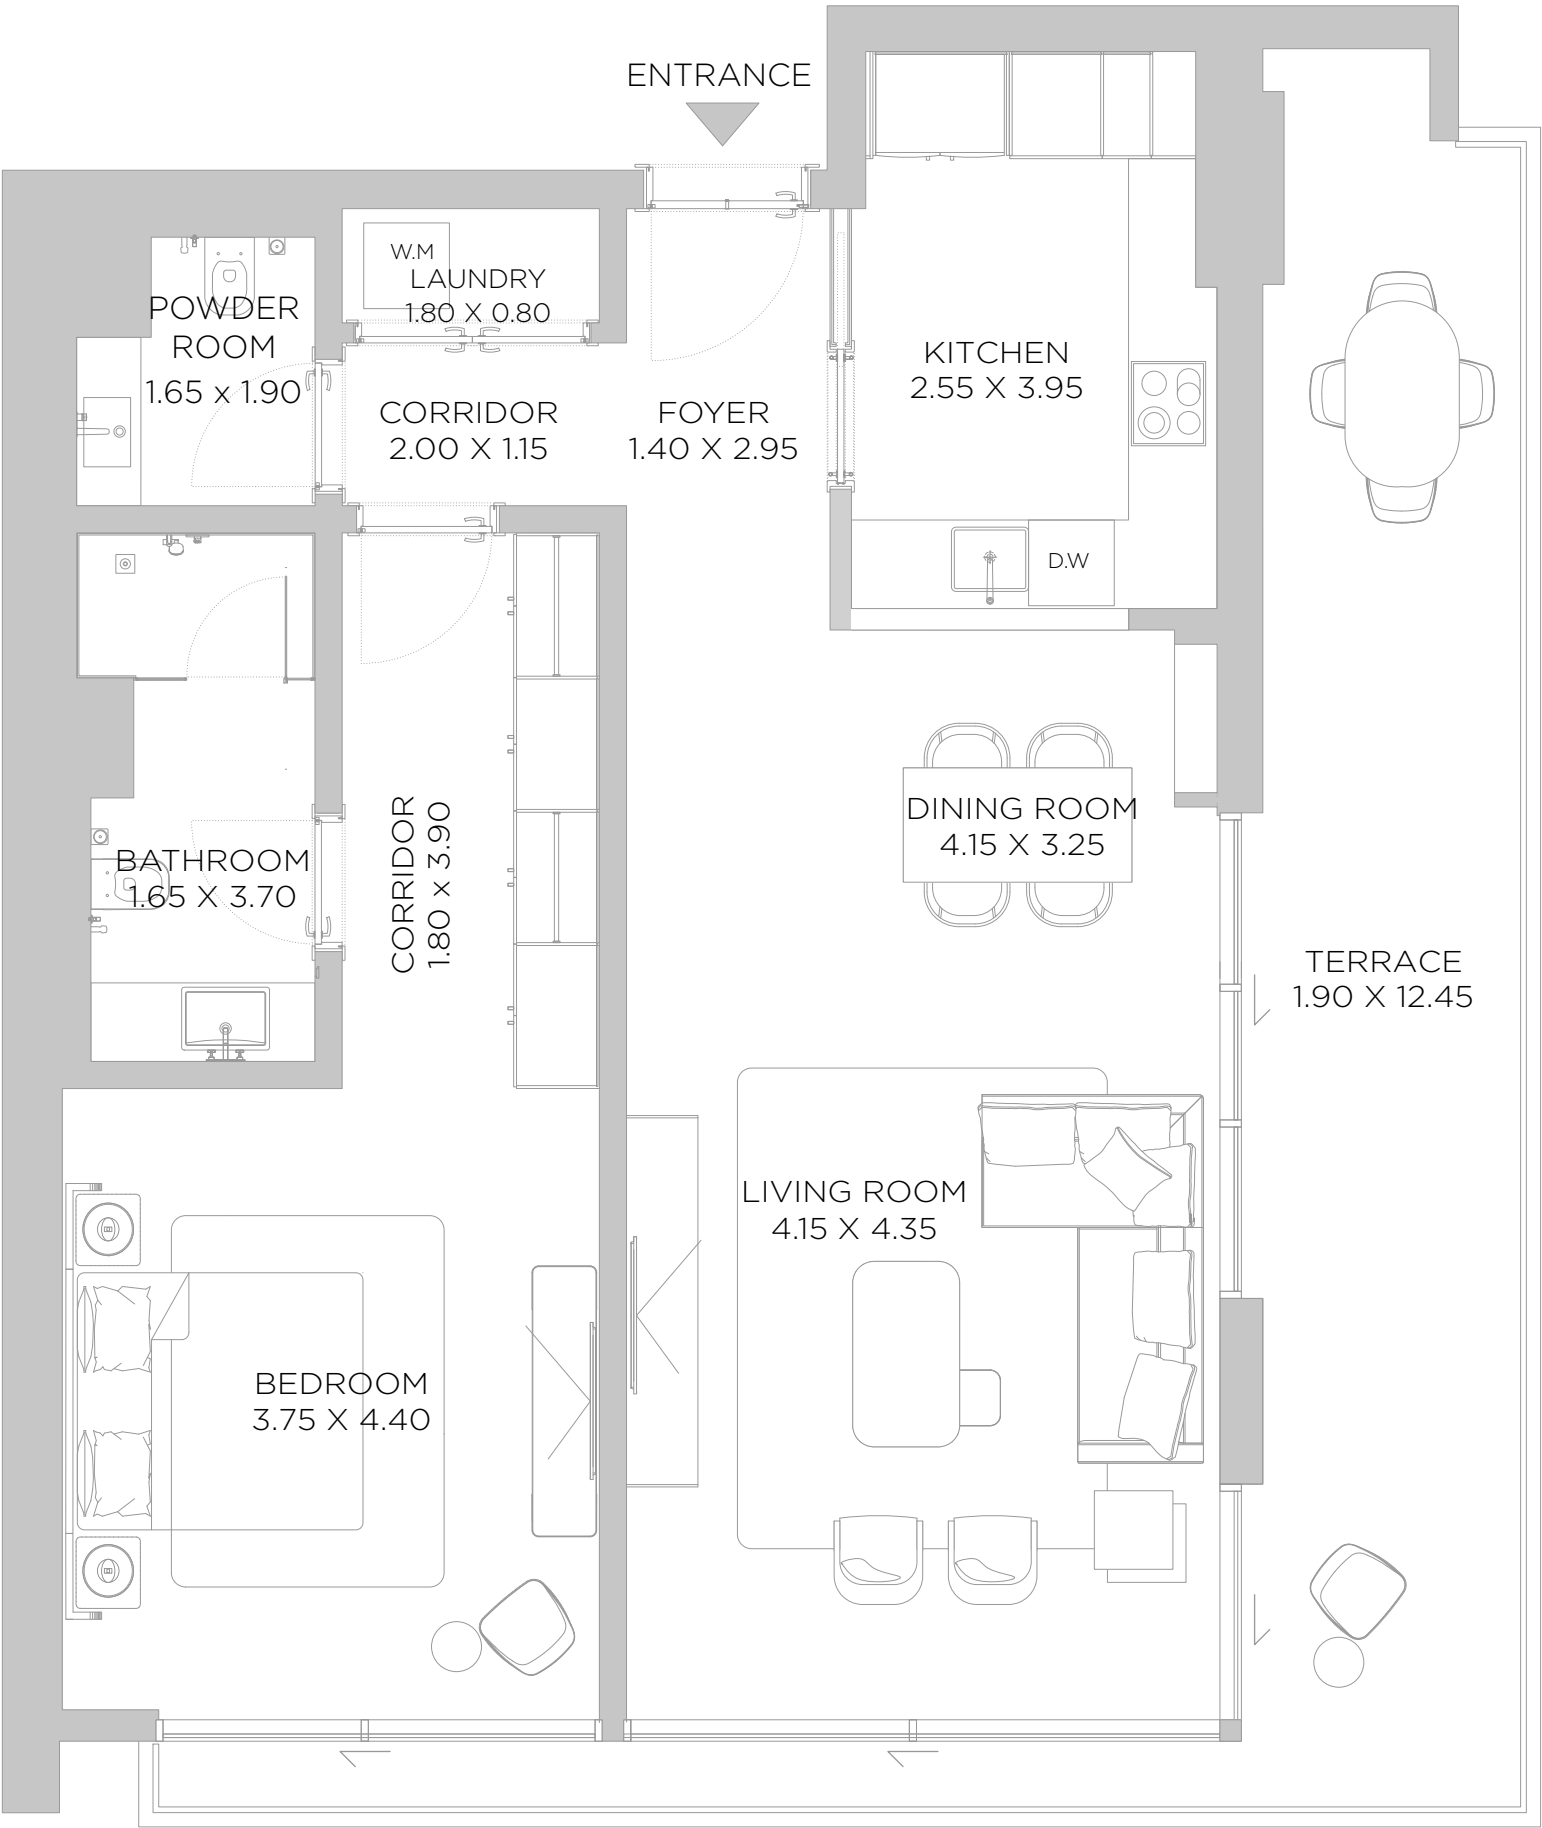 ENTRANCE
W.M
LAUNDRY
1.80 X 0.80
POWDER
ROOM
1.65 x 1.90
CORRIDOR
2.00 X 1.15
FOYER
1.40 X 2.95
KITCHEN
2.55 X 3.95
D.W
DINING ROOM
4.15 X 3.25
BATHROOM
1.65 X 3.70
CORRIDOR
1.80 x 3.90
TERRACE
1.90 X 12.45
LIVING ROOM
4.15 X 4.35
BEDROOM
3.75 X 4.40